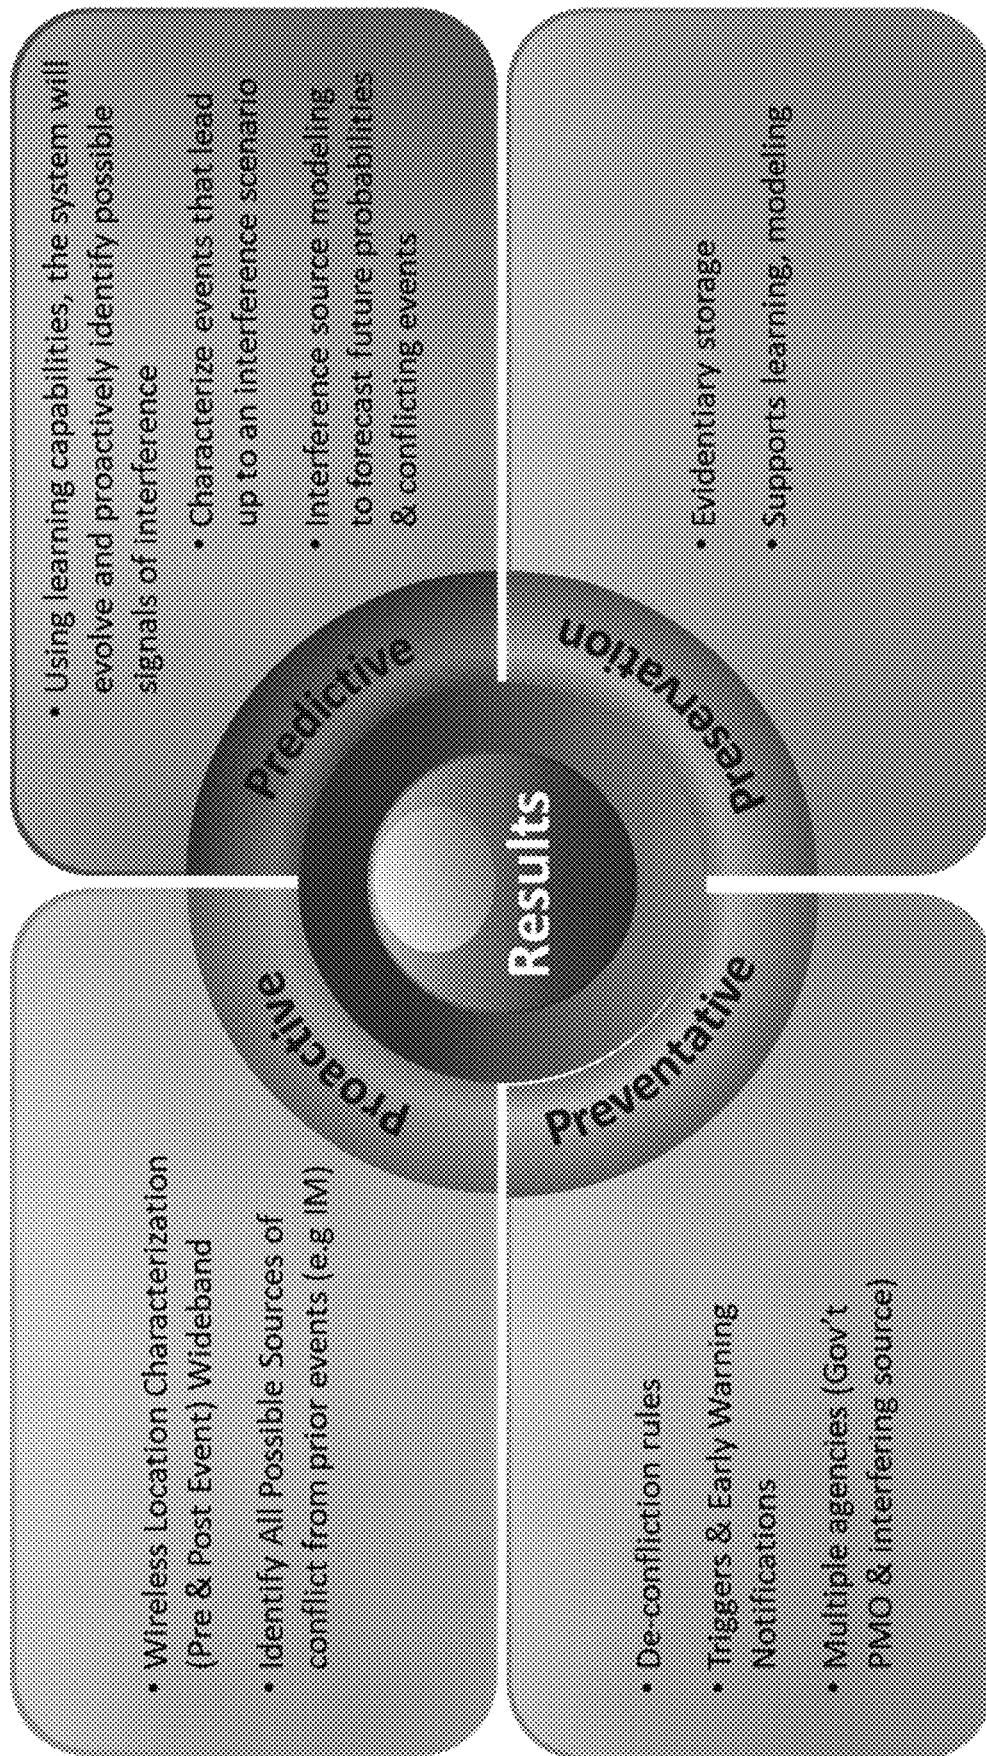 • Wireless Location Characterization
(Pre & Post Event) Wideband
• Identify All Possible Sources of
conflict from prior events (e.g IM)
Proactive
• Using learning capabilities, the system will
evolve and proactively identify possible
signals of interference
• Characterize events that lead
up to an interference scenario
• Interference source modeling
to forecast future probabilities
& conflicting events
Predictive
Results
Preventative
• De-confliction rules
• Triggers & Early Warning
Notifications
• Multiple agencies (Gov't
PMO & interfering source)
Preservation
• Evidentiary storage
• Supports learning, modeling